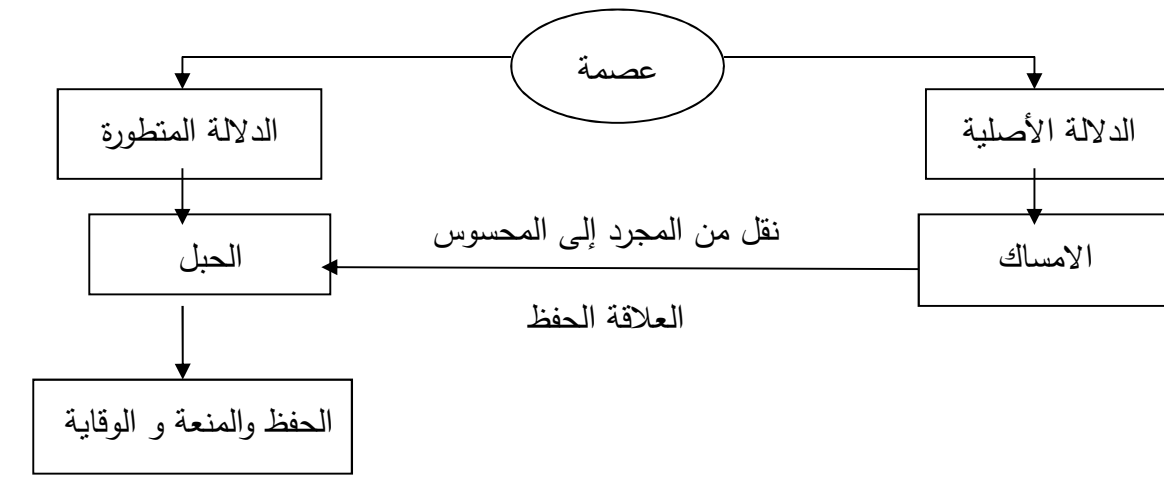 عصمة
الدلالة الأصلية
الدلالة المتطورة
الامساك
نقل من المجرد إلى المحسوس
العلاقة الحفظ
الحبل
الحفظ والمنعة و الوقاية